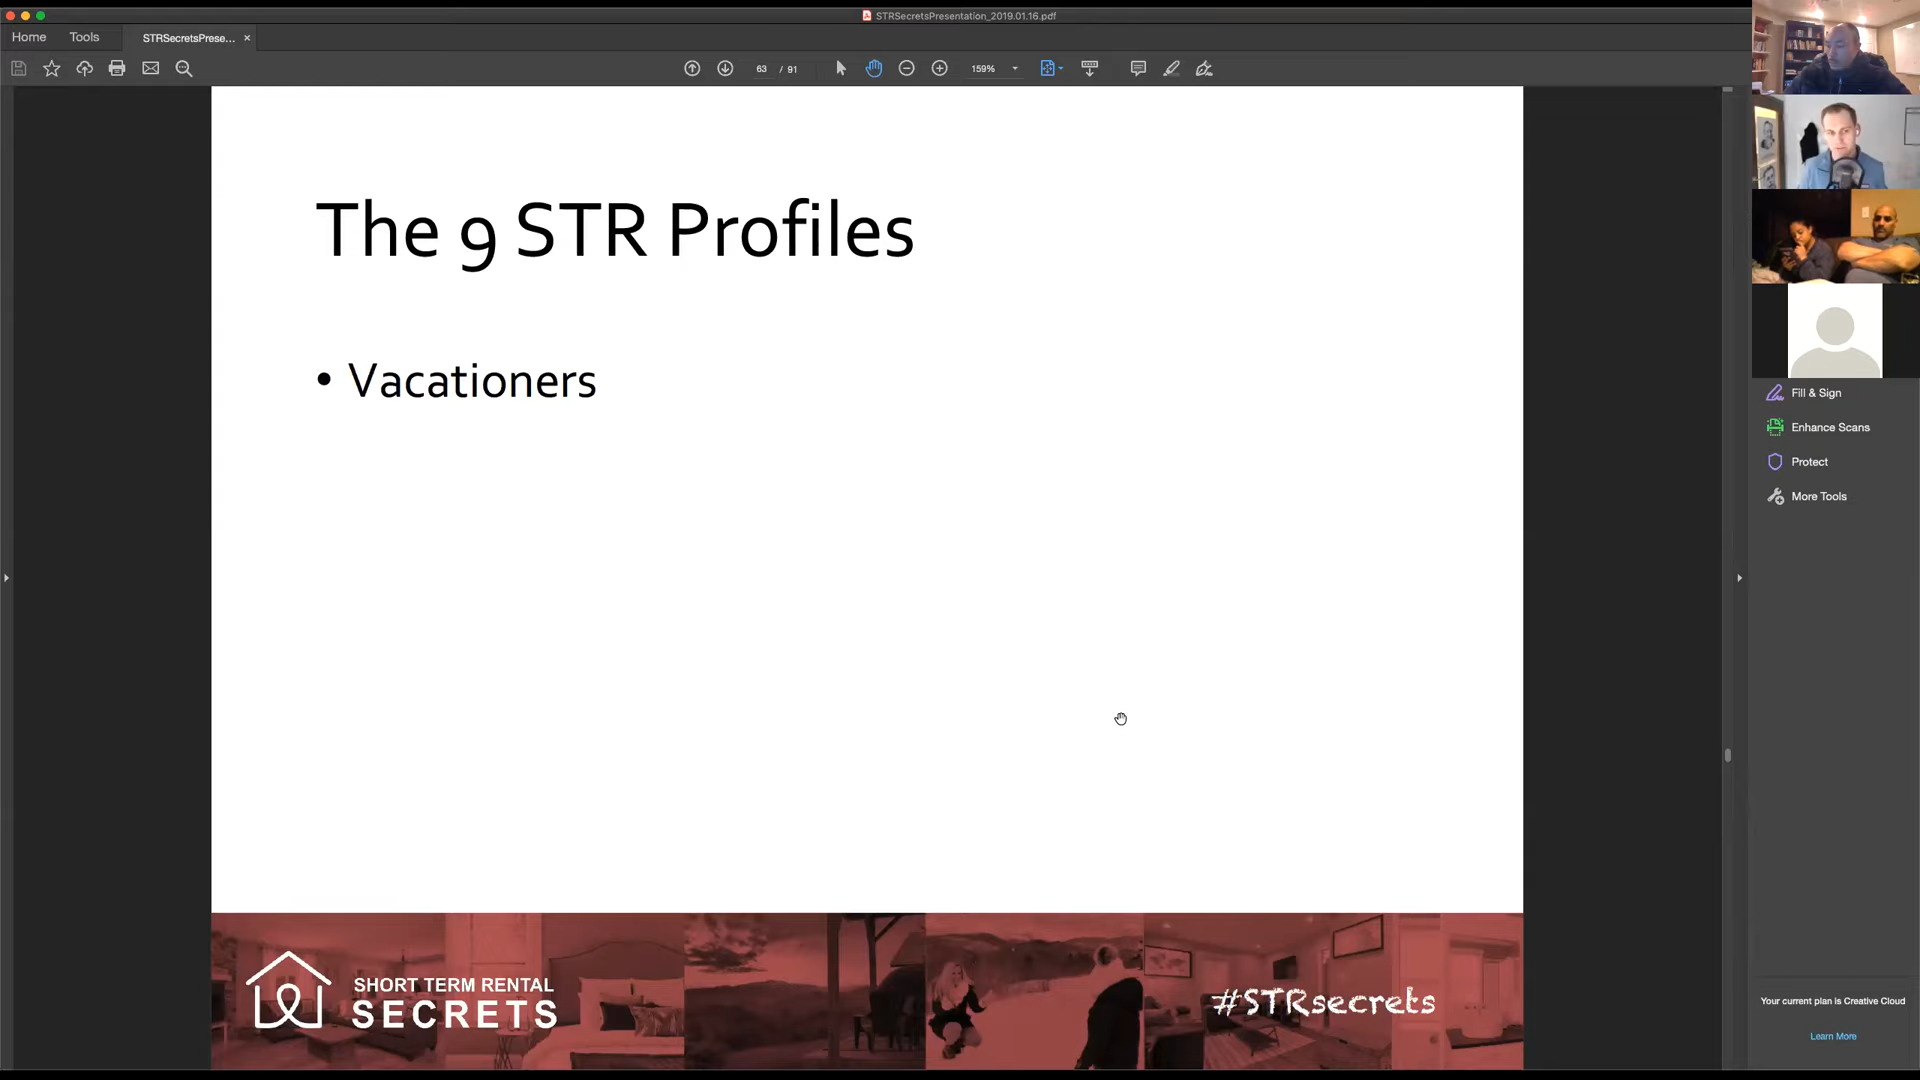 STRSecretsPresentation_2019.01.16.pdf
Home
Tools
STRSecretsPrese...
63 / 91
159%
The 9 STR Profiles
• Vacationers
Fill & Sign
Enhance Scans
Protect
More Tools
SHORT TERM RENTAL
SECRETS
#STRsecrets
Your current plan is Creative Cloud
Learn More